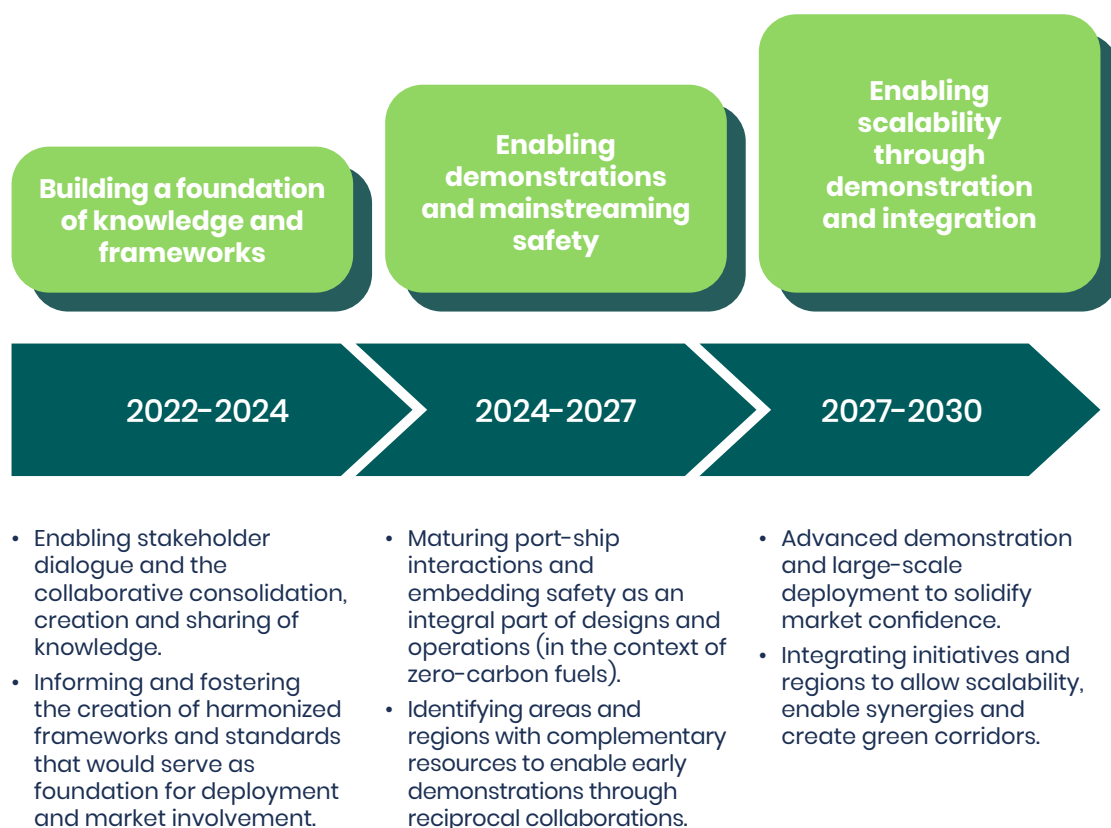 Building a foundation
of knowledge and
frameworks
Enabling
demonstrations
and mainstreaming
safety
Enabling
scalability
through
demonstration
and integration
2022–2024
2024–2027
2027–2030
• Enabling stakeholder
dialogue and the
collaborative consolidation,
creation and sharing of
knowledge.
• Informing and fostering
the creation of harmonized
frameworks and standards
that would serve as
foundation for deployment
and market involvement.
• Maturing port-ship
interactions and
embedding safety as an
integral part of designs and
operations (in the context of
zero-carbon fuels).
• Identifying areas and
regions with complementary
resources to enable early
demonstrations through
reciprocal collaborations.
• Advanced demonstration
and large-scale
deployment to solidify
market confidence.
• Integrating initiatives and
regions to allow scalability,
enable synergies and
create green corridors.